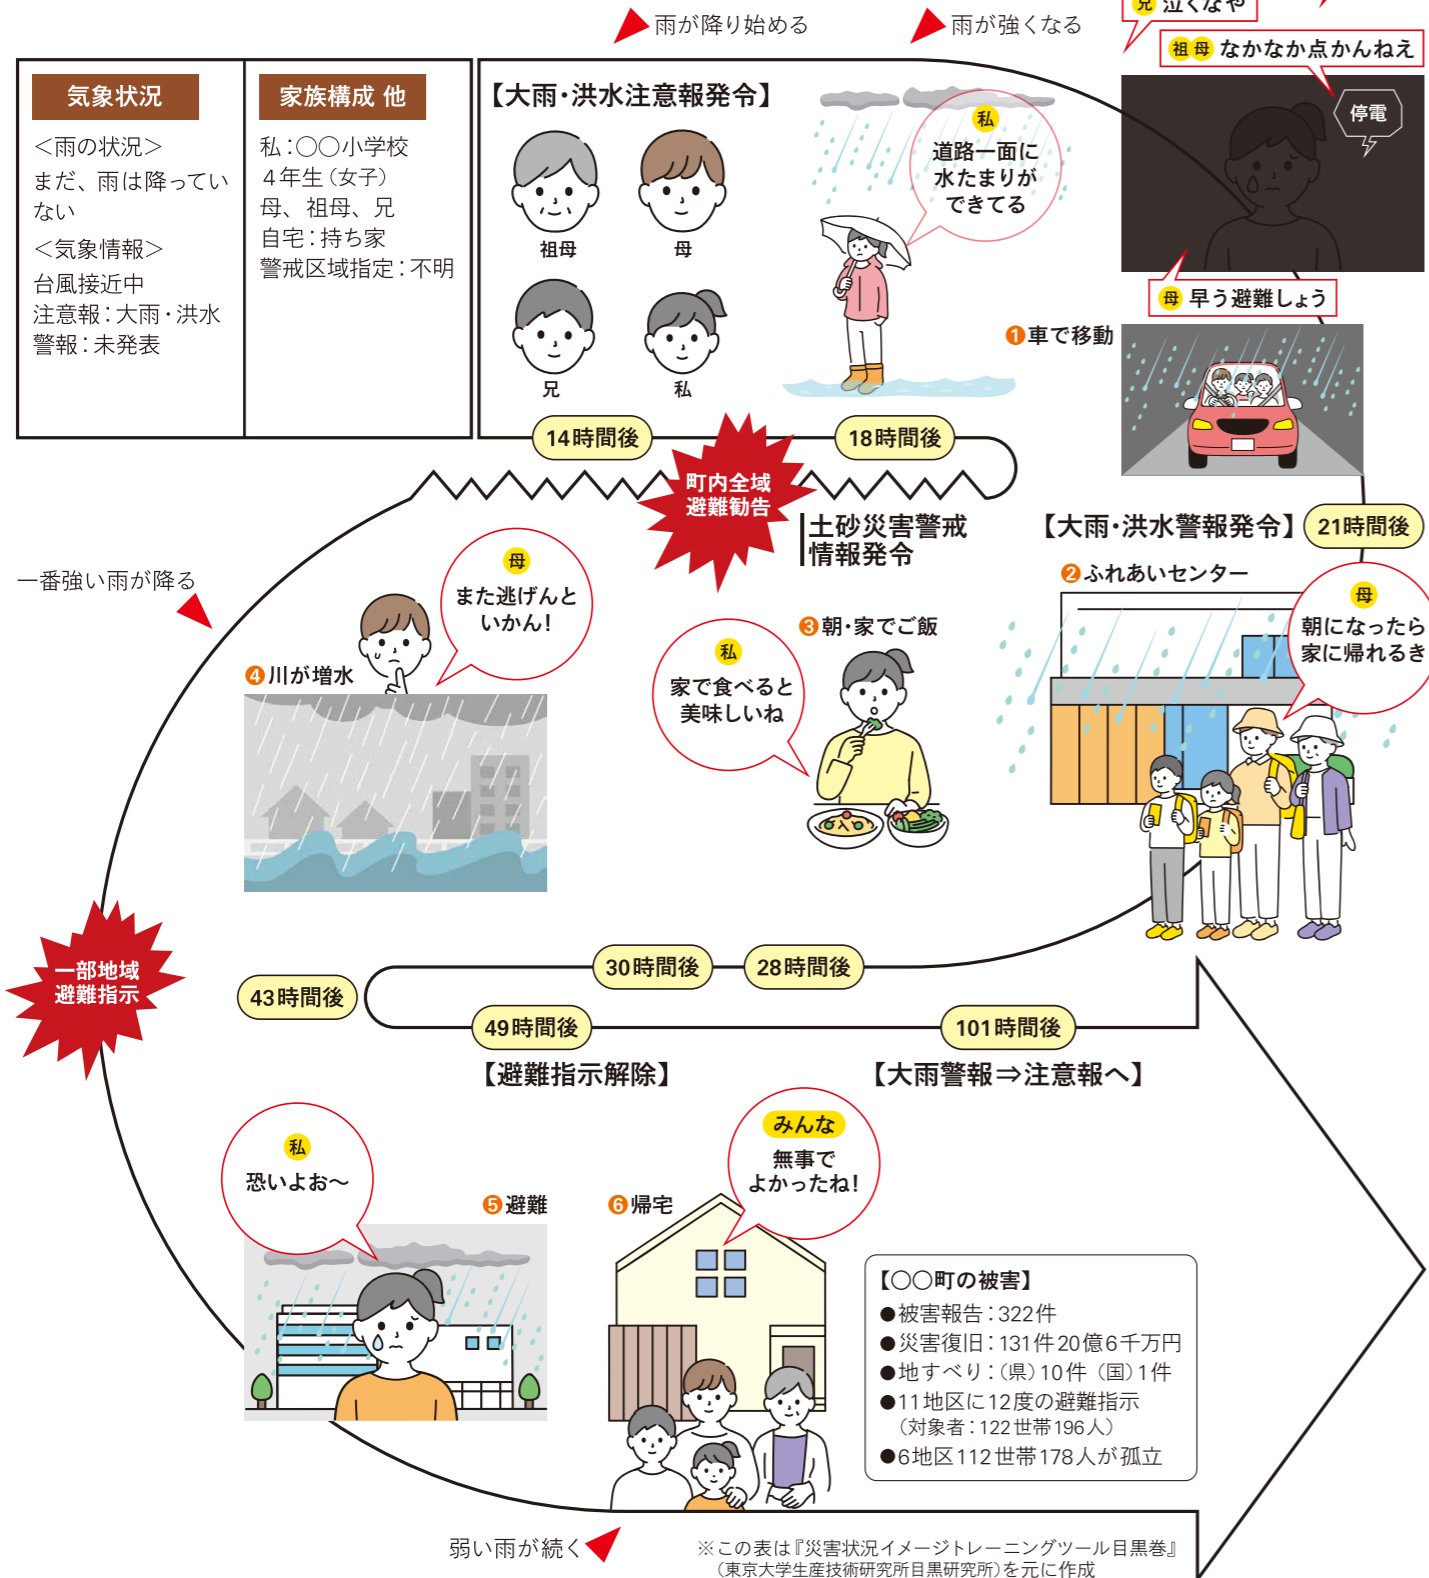 雨が降り始める
雨が強くなる
兄 泣くなや
祖母 なかなか点かんねえ
停電
母 早う避難しょう
気象状況
<雨の状況>
まだ、雨は降ってい
ない
<気象情報>
台風接近中
注意報：大雨・洪水
警報：未発表
家族構成 他
私：〇〇小学校
4年生（女子）
母、祖母、兄
自宅：持ち家
警戒区域指定：不明
【大雨・洪水注意報発令】
祖母
母
兄
私
私
道路一面に
水たまりが
できてる
❶車で移動
14時間後
18時間後
町内全域
避難勧告
土砂災害警戒
情報発令
【大雨・洪水警報発令】
21時間後
❷ふれあいセンター
母
朝になったら
家に帰れるき
❸朝・家でご飯
私
家で食べると
美味しいね
一番強い雨が降る
母
また逃げんと
いかん！
❹川が増水
一部地域
避難指示
43時間後
30時間後
28時間後
49時間後
101時間後
【避難指示解除】
【大雨警報⇒注意報へ】
私
恐いよお〜
❺避難
❻帰宅
みんな
無事で
よかったね！
【〇〇町の被害】
●被害報告：322件
●災害復旧：131件20億6千万円
●地すべり：（県）10件（国）1件
●11地区に12度の避難指示
（対象者：122世帯196人）
●6地区112世帯178人が孤立
弱い雨が続く
※この表は『災害状況イメージトレーニングツール目黒巻』
（東京大学生産技術研究所目黒研究所）を元に作成